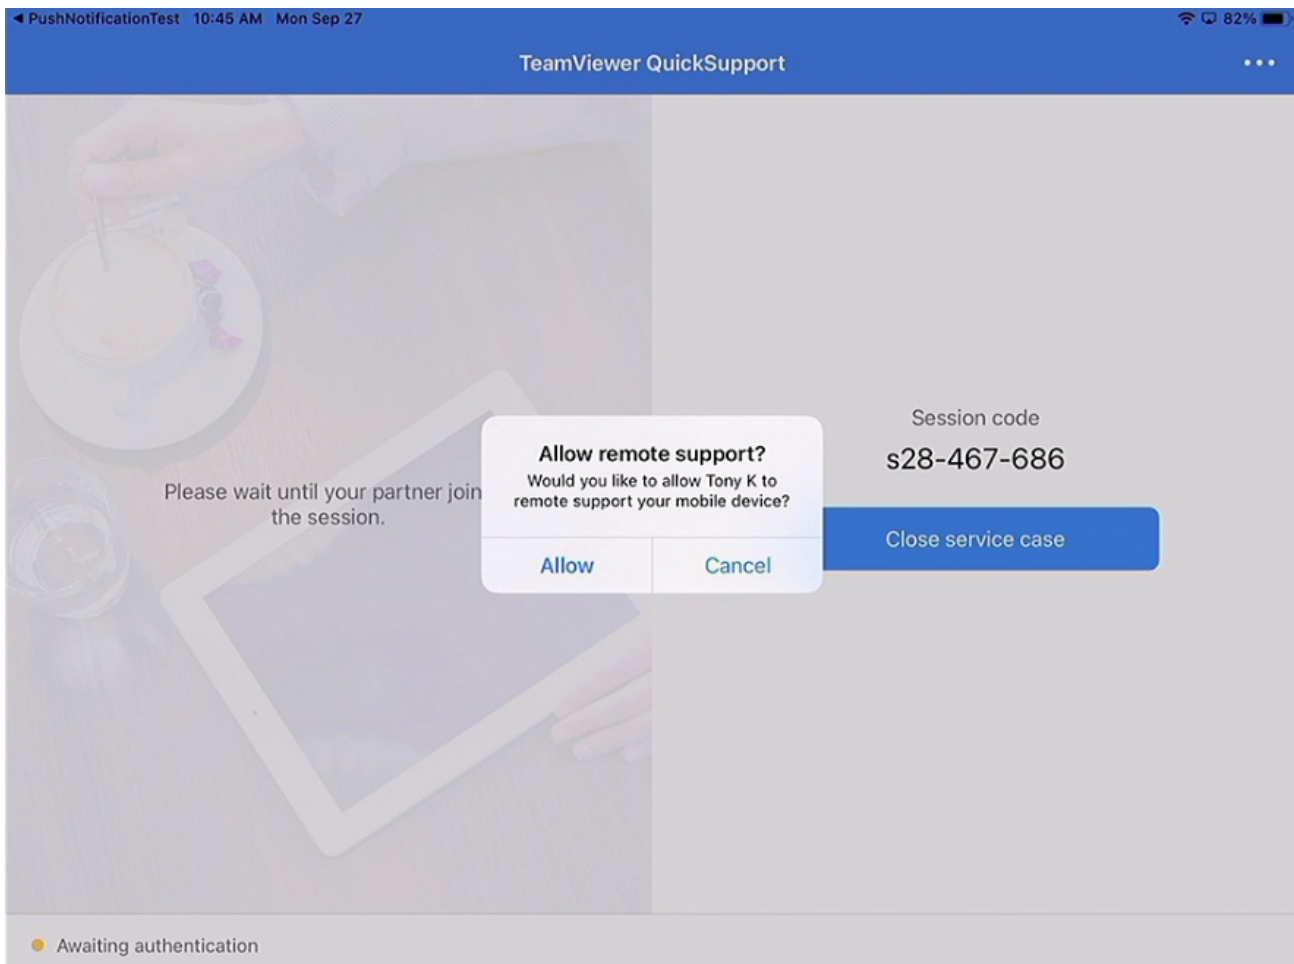 ◀ PushNotificationTest 10:45 AM Mon Sep 27 82%
TeamViewer QuickSupport
Please wait until your partner join
the session.
Allow remote support?
Would you like to allow Tony K to
remote support your mobile device?
Allow Cancel
Session code
s28-467-686
Close service case
Awaiting authentication